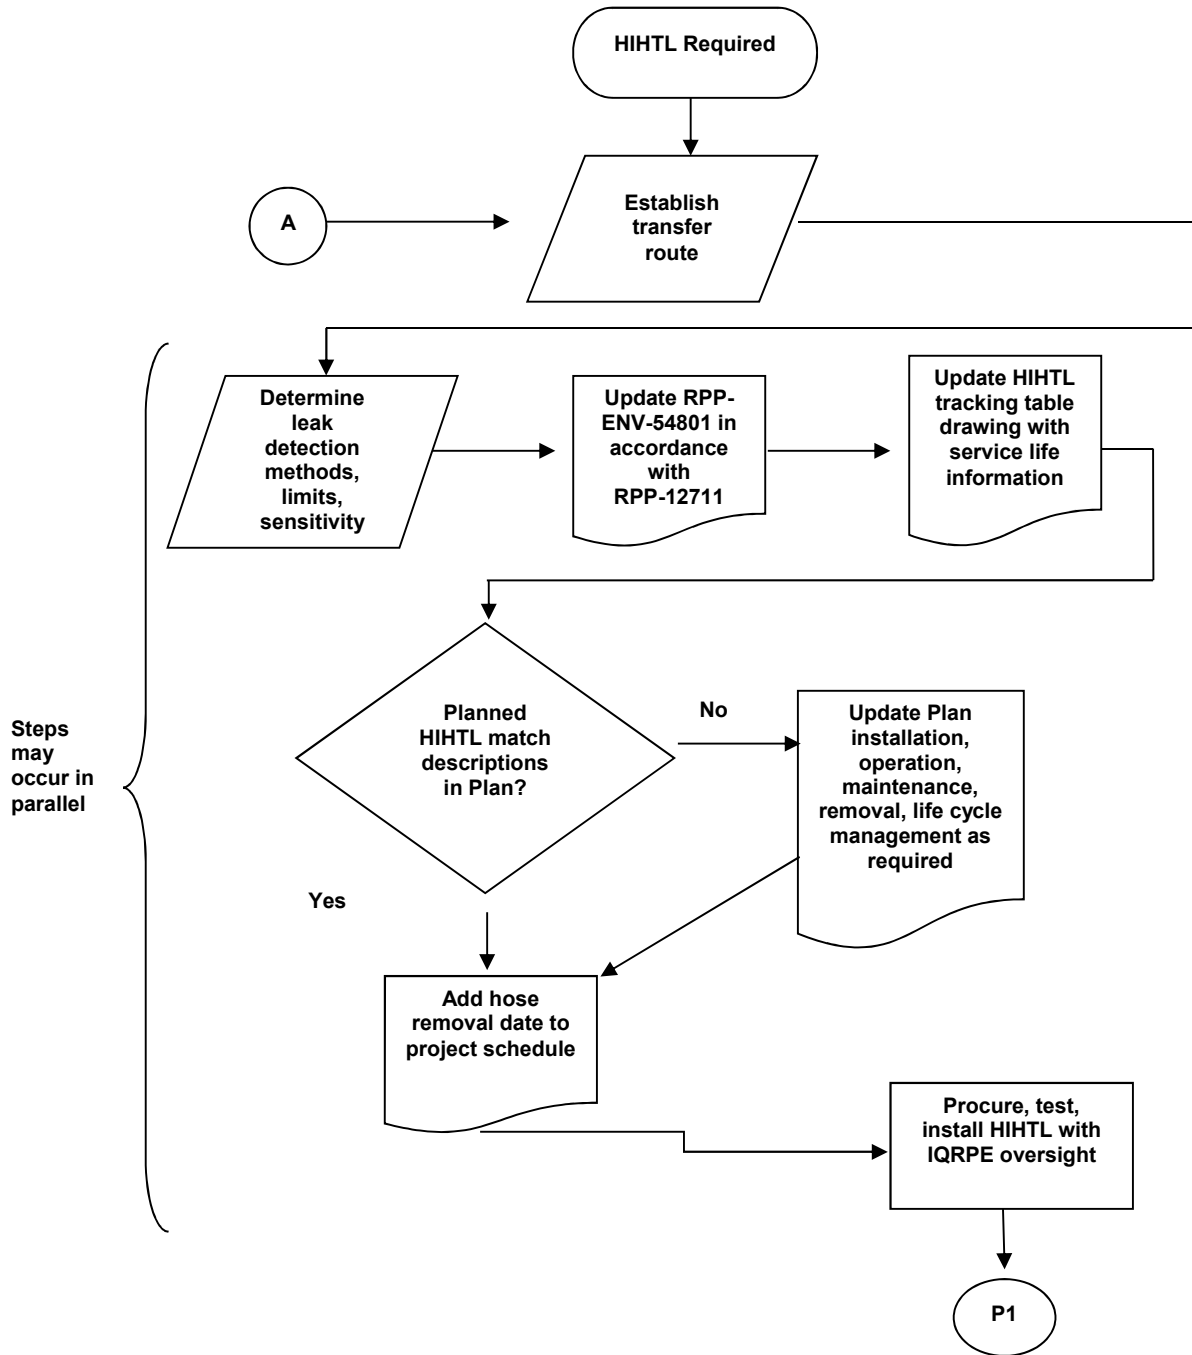 HIHTL Required
A
Establish
transfer
route
Determine
leak
detection
methods,
limits,
sensitivity
Update RPP-
ENV-54801 in
accordance
with
RPP-12711
Update HIHTL
tracking table
drawing with
service life
information
Steps
may
occur in
parallel
Planned
HIHTL match
descriptions
in Plan?
No
Update Plan
installation,
operation,
maintenance,
removal, life cycle
management as
required
Yes
Add hose
removal date to
project schedule
Procure, test,
install HIHTL with
IQRPE oversight
P1